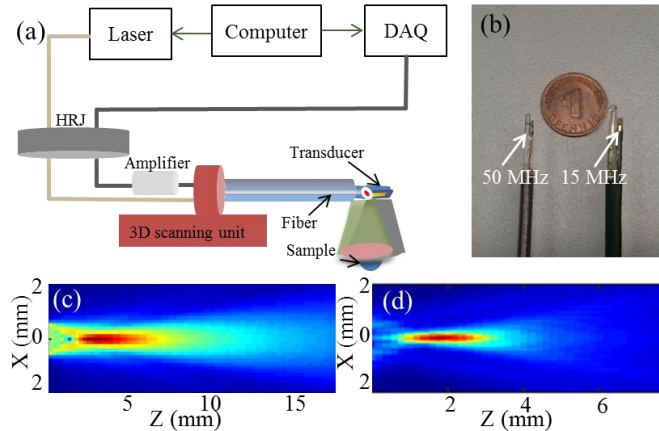 (a)
Laser
Computer
DAQ
HRJ
Amplifier
Transducer
Fiber
3D scanning unit
Sample
(b)
1
PFENNIG
50 MHz
15 MHz
(c)
X (mm)
2
0
2
5
10
15
Z (mm)
(d)
X (mm)
2
0
2
2
4
6
Z (mm)